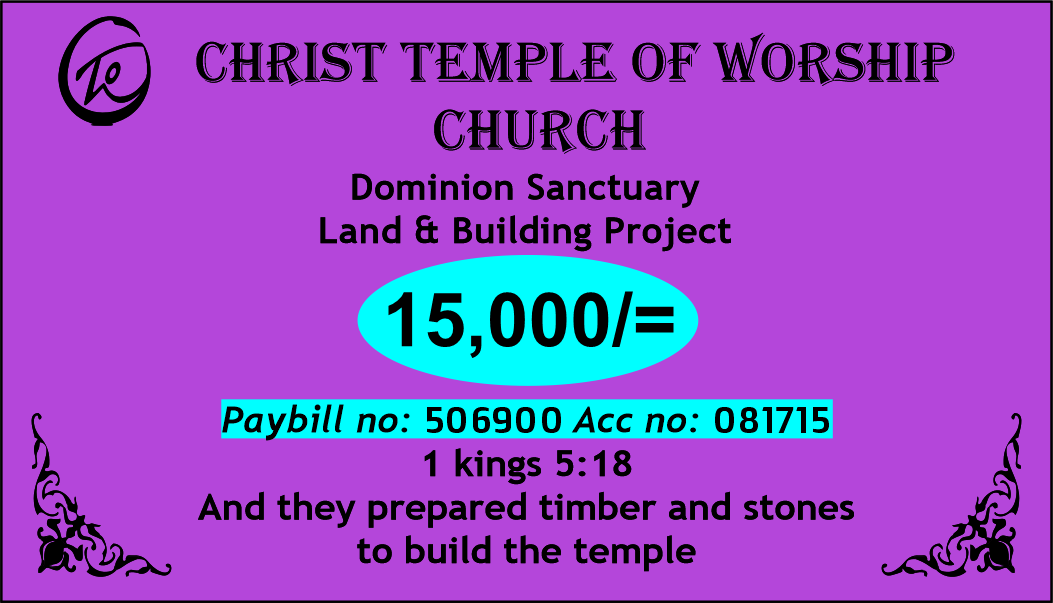 CHRIST TEMPLE OF WORSHIP
CHURCH
Dominion Sanctuary
Land & Building Project
15,000/=
Paybill no: 506900 Acc no: 081715
1 kings 5:18
And they prepared timber and stones
to build the temple